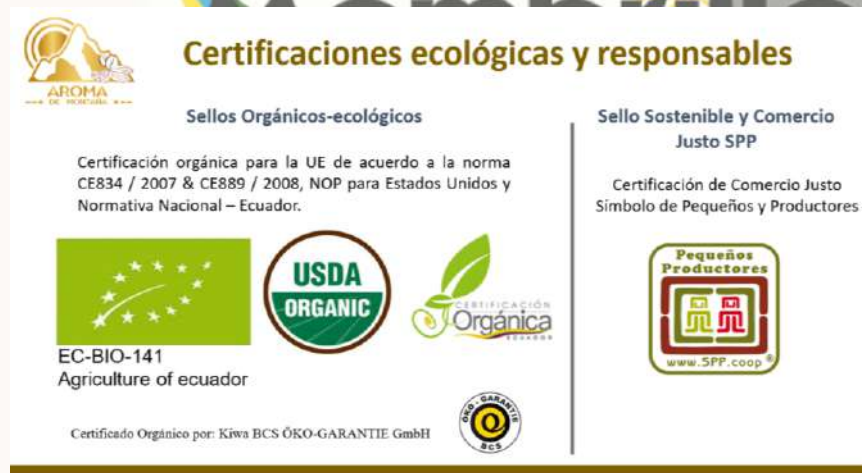 AROMA
DE MONTAÑA
Certificaciones ecológicas y responsables
Sellos Orgánicos-ecológicos
Certificación orgánica para la UE de acuerdo a la norma
CE834 / 2007 & CE889 / 2008, NOP para Estados Unidos y
Normativa Nacional – Ecuador.
USDA
ORGANIC
CERTIFICACIÓN
Orgánica
ECUADOR
EC-BIO-141
Agriculture of ecuador
Certificado Orgánico por: Kiwa BCS ÖKO-GARANTIE GmbH
ÖKO - GARANTIE
BCS
Sello Sostenible y Comercio
Justo SPP
Certificación de Comercio Justo
Símbolo de Pequeños y Productores
Pequeños
Productores
www.SPP.coop ®